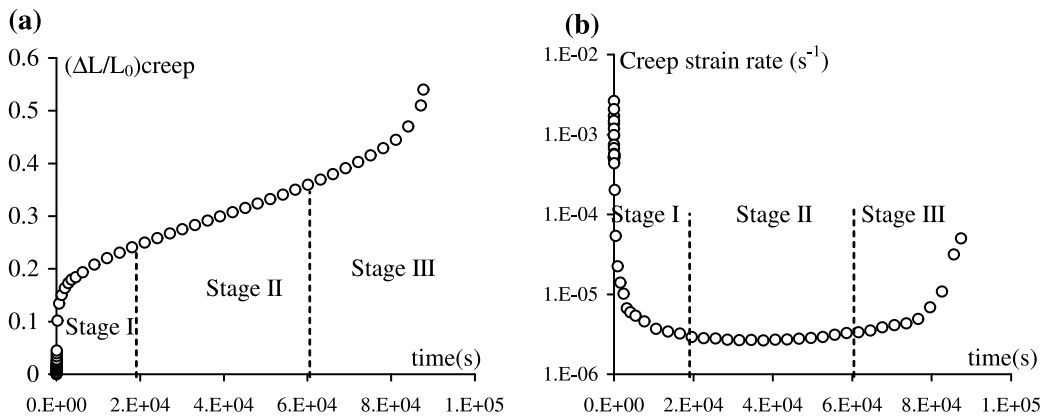 (a)
(ΔL/L₀)creep
0.6
0.5
0.4
0.3
0.2
0.1
0
Stage I
Stage II
Stage III
time(s)
0.E+00 2.E+04 4.E+04 6.E+04 8.E+04 1.E+05
(b)
Creep strain rate (s⁻¹)
1.E-02
1.E-03
1.E-04
1.E-05
1.E-06
Stage I
Stage II
Stage III
time(s)
0.E+00 2.E+04 4.E+04 6.E+04 8.E+04 1.E+05